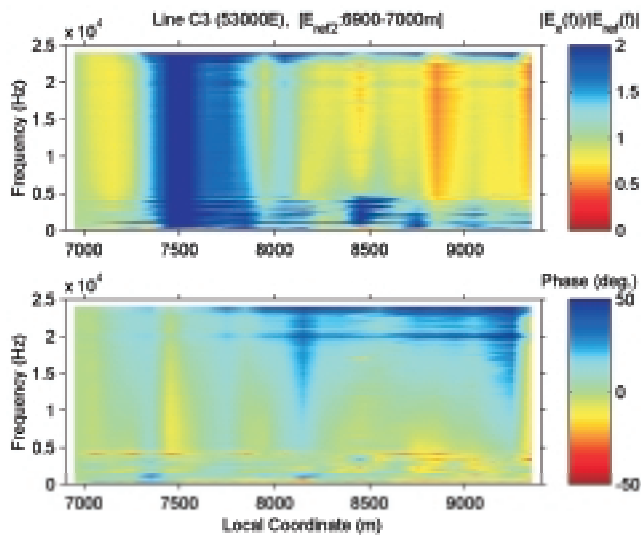 Line C3 (53000E), [E_ref2:6900-7000m]
|E_x(f)|/|E_ref(f)|
x 10^4
2.5
2
1.5
1
0.5
0
Frequency (Hz)
7000 7500 8000 8500 9000
2
1.5
1
0.5
0
Phase (deg.)
x 10^4
2.5
2
1.5
1
0.5
0
Frequency (Hz)
7000 7500 8000 8500 9000
Local Coordinate (m)
50
0
-50